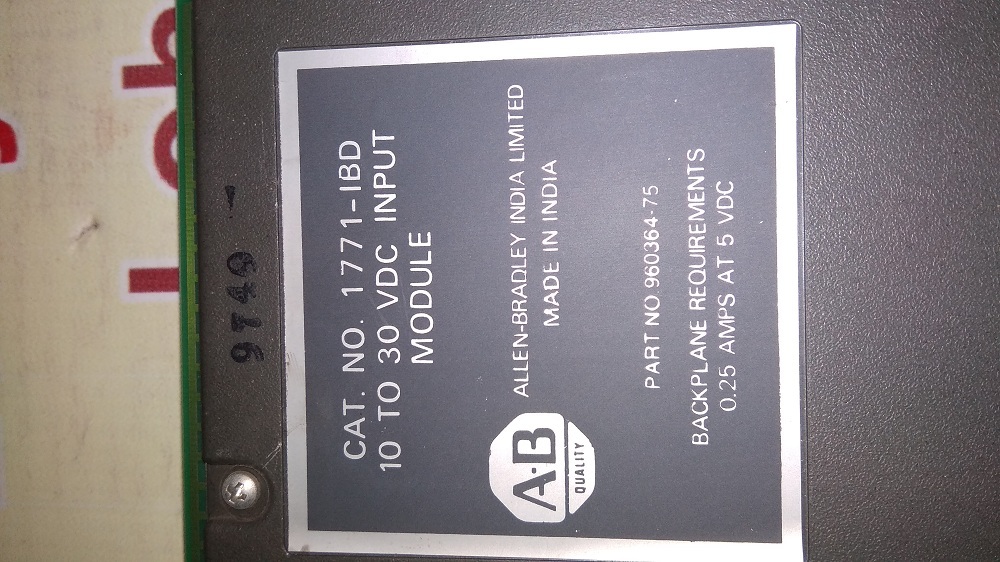 9749
CAT. NO. 1771-IBD
10 TO 30 VDC INPUT
MODULE
A·B
QUALITY
ALLEN-BRADLEY INDIA LIMITED
MADE IN INDIA
PART NO 960364-75
BACKPLANE REQUIREMENTS
0.25 AMPS AT 5 VDC